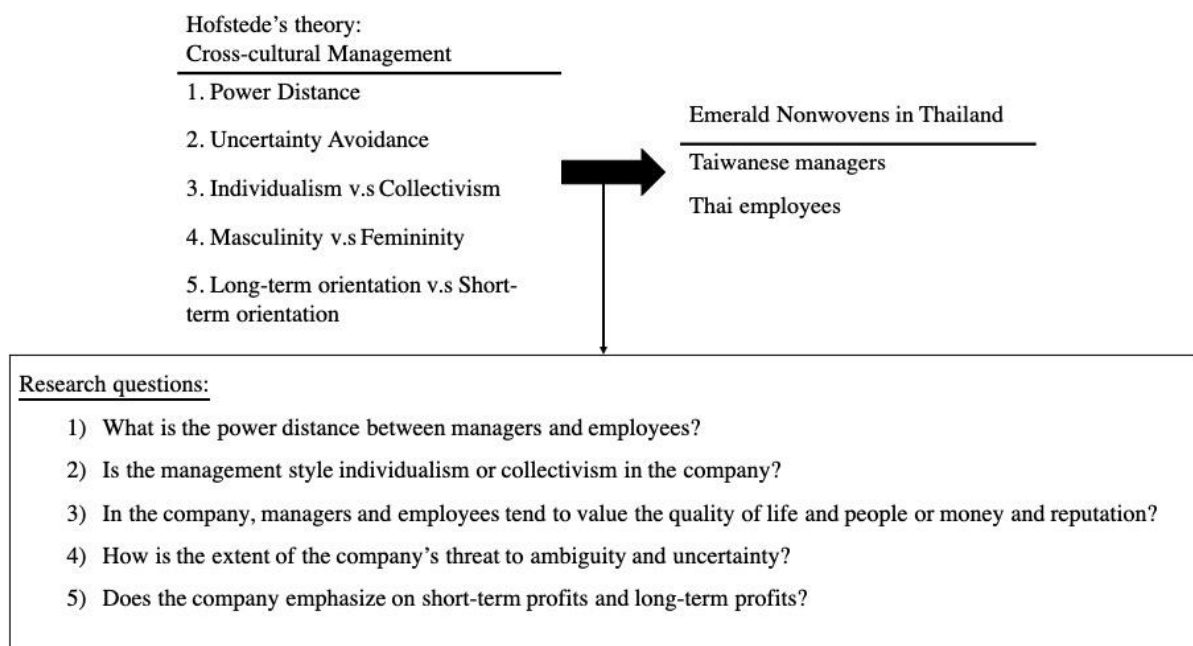 Hofstede’s theory:
Cross-cultural Management
1. Power Distance
2. Uncertainty Avoidance
3. Individualism v.s Collectivism
4. Masculinity v.s Femininity
5. Long-term orientation v.s Short-
term orientation
Emerald Nonwovens in Thailand
Taiwanese managers
Thai employees
Research questions:
1) What is the power distance between managers and employees?
2) Is the management style individualism or collectivism in the company?
3) In the company, managers and employees tend to value the quality of life and people or money and reputation?
4) How is the extent of the company’s threat to ambiguity and uncertainty?
5) Does the company emphasize on short-term profits and long-term profits?